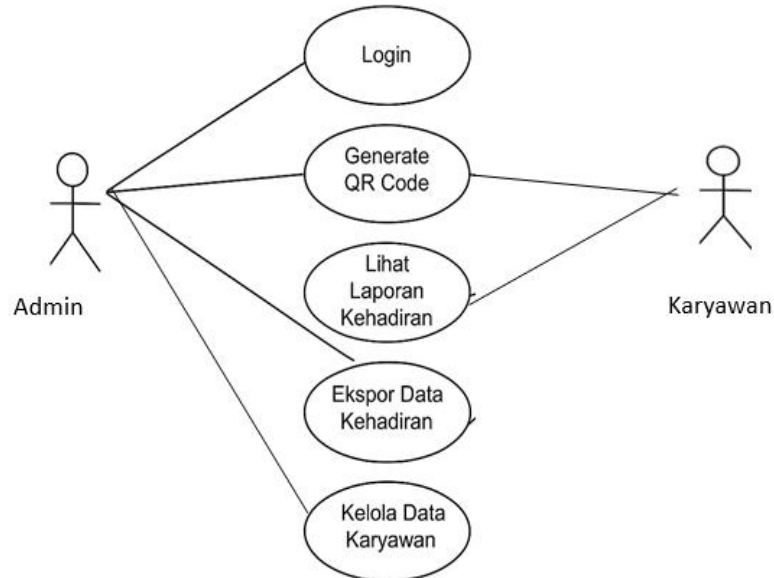 Login
Generate
QR Code
Lihat
Laporan
Kehadiran
Admin
Karyawan
Ekspor Data
Kehadiran
Kelola Data
Karyawan